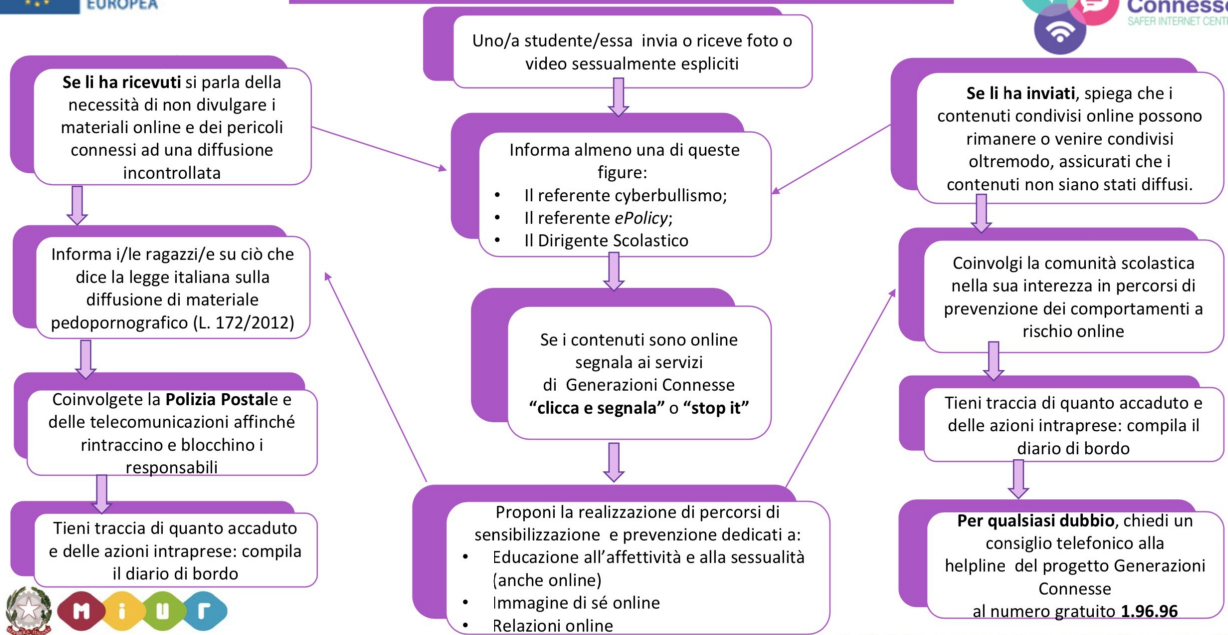 EUROPEA
Connesse
SAFER INTERNET CENTR
Uno/a studente/essa invia o riceve foto o
video sessualmente espliciti
Se li ha ricevuti si parla della
necessità di non divulgare i
materiali online e dei pericoli
connessi ad una diffusione
incontrollata
Informa i/le ragazzi/e su ciò che
dice la legge italiana sulla
diffusione di materiale
pedopornografico (L. 172/2012)
Coinvolgete la Polizia Postale e
delle telecomunicazioni affinché
rintraccino e blocchino i
responsabili
Tieni traccia di quanto accaduto
e delle azioni intraprese: compila
il diario di bordo
Informa almeno una di queste
figure:
• Il referente cyberbullismo;
• Il referente ePolicy;
• Il Dirigente Scolastico
Se i contenuti sono online
segnala ai servizi
di Generazioni Connesse
“clicca e segnala” o “stop it”
Proponi la realizzazione di percorsi di
sensibilizzazione e prevenzione dedicati a:
• Educazione all’affettività e alla sessualità
(anche online)
• Immagine di sé online
• Relazioni online
Se li ha inviati, spiega che i
contenuti condivisi online possono
rimanere o venire condivisi
oltremodo, assicurati che i
contenuti non siano stati diffusi.
Coinvolgi la comunità scolastica
nella sua interezza in percorsi di
prevenzione dei comportamenti a
rischio online
Tieni traccia di quanto accaduto e
delle azioni intraprese: compila il
diario di bordo
Per qualsiasi dubbio, chiedi un
consiglio telefonico alla
helpline del progetto Generazioni
Connesse
al numero gratuito 1.96.96
miur